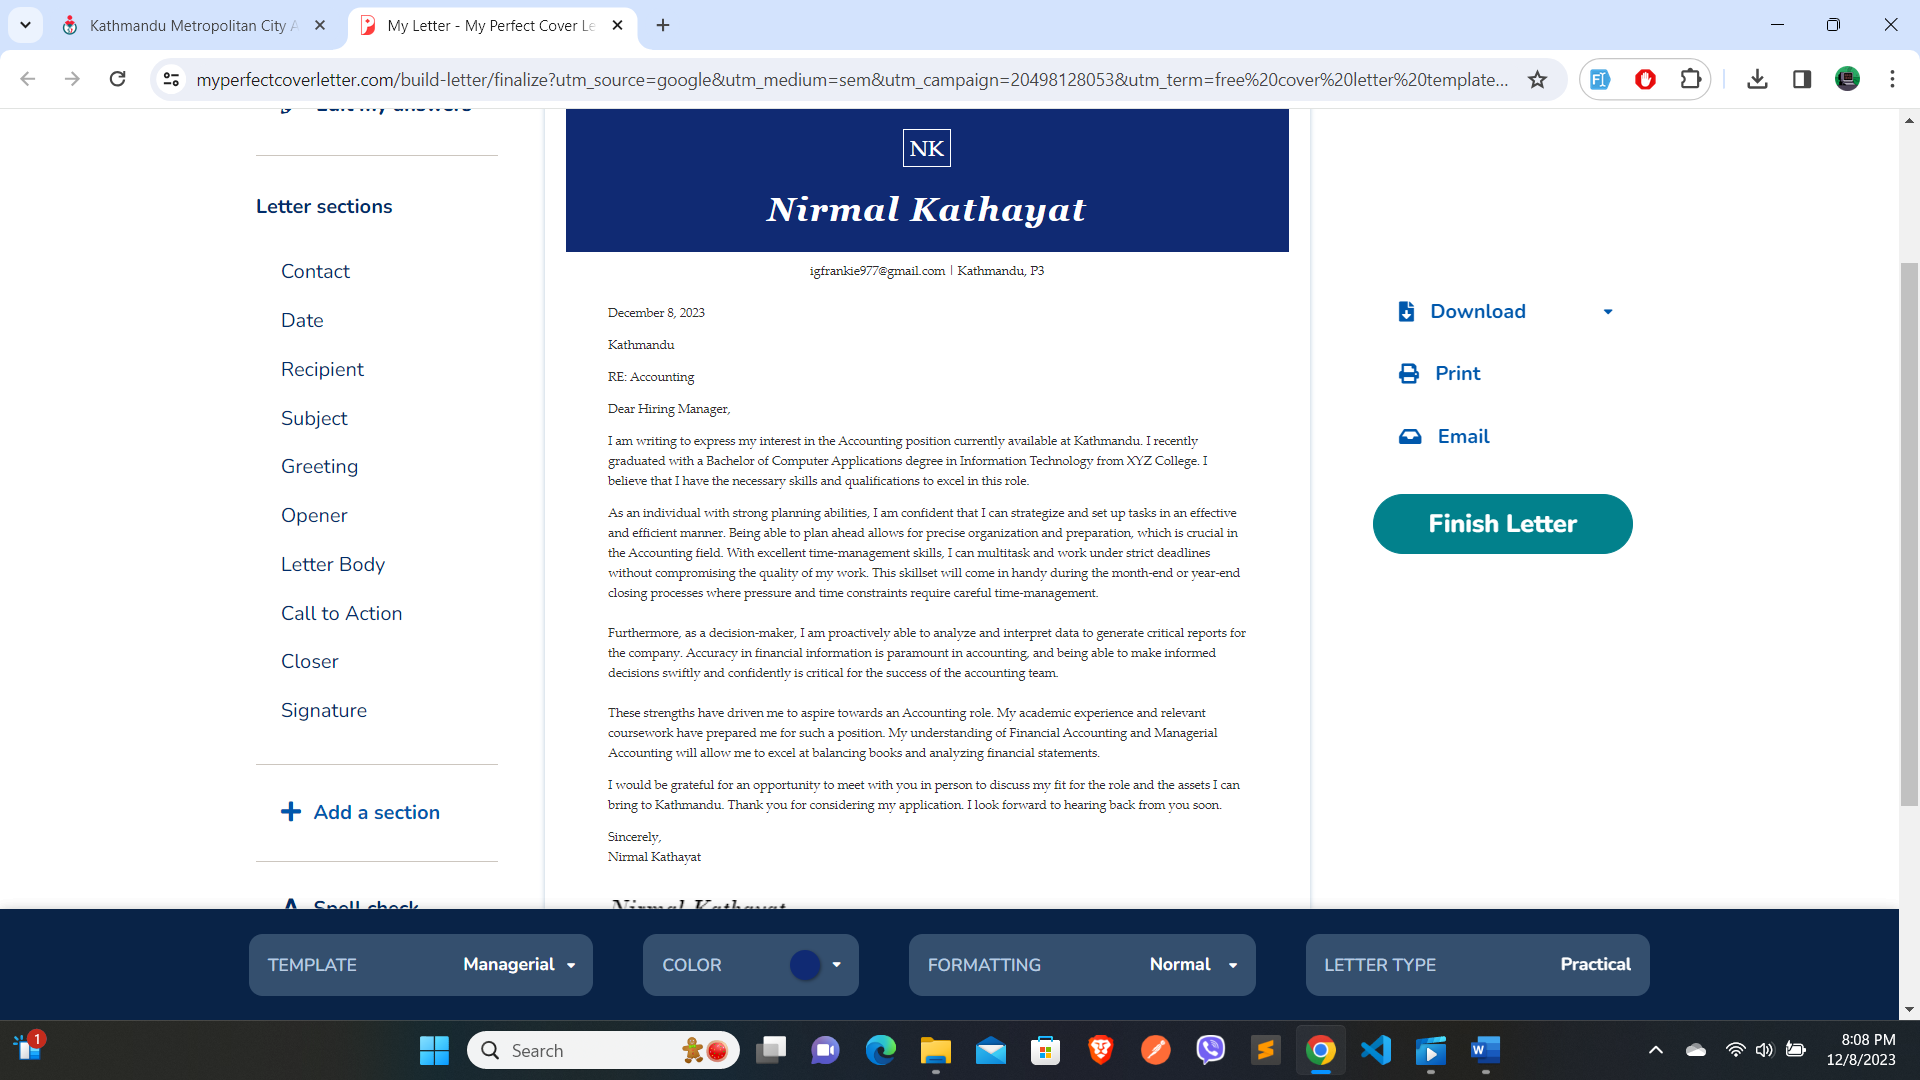 Kathmandu Metropolitan City A
My Letter - My Perfect Cover Le
myperfectcoverletter.com/build-letter/finalize?utm_source=google&utm_medium=sem&utm_campaign=20498128053&utm_term=free%20cover%20letter%20template...
Edit my answers
Letter sections
Contact
Date
Recipient
Subject
Greeting
Opener
Letter Body
Call to Action
Closer
Signature
Add a section
Spell check
NK
Nirmal Kathayat
igfrankie977@gmail.com | Kathmandu, P3
December 8, 2023
Kathmandu
RE: Accounting
Dear Hiring Manager,
I am writing to express my interest in the Accounting position currently available at Kathmandu. I recently
graduated with a Bachelor of Computer Applications degree in Information Technology from XYZ College. I
believe that I have the necessary skills and qualifications to excel in this role.
As an individual with strong planning abilities, I am confident that I can strategize and set up tasks in an effective
and efficient manner. Being able to plan ahead allows for precise organization and preparation, which is crucial in
the Accounting field. With excellent time-management skills, I can multitask and work under strict deadlines
without compromising the quality of my work. This skillset will come in handy during the month-end or year-end
closing processes where pressure and time constraints require careful time-management.
Furthermore, as a decision-maker, I am proactively able to analyze and interpret data to generate critical reports for
the company. Accuracy in financial information is paramount in accounting, and being able to make informed
decisions swiftly and confidently is critical for the success of the accounting team.
These strengths have driven me to aspire towards an Accounting role. My academic experience and relevant
coursework have prepared me for such a position. My understanding of Financial Accounting and Managerial
Accounting will allow me to excel at balancing books and analyzing financial statements.
I would be grateful for an opportunity to meet with you in person to discuss my fit for the role and the assets I can
bring to Kathmandu. Thank you for considering my application. I look forward to hearing back from you soon.
Sincerely,
Nirmal Kathayat
Nirmal Kathayat
Download
Print
Email
Finish Letter
TEMPLATE Managerial
COLOR
FORMATTING Normal
LETTER TYPE Practical
1
Search
8:08 PM
12/8/2023